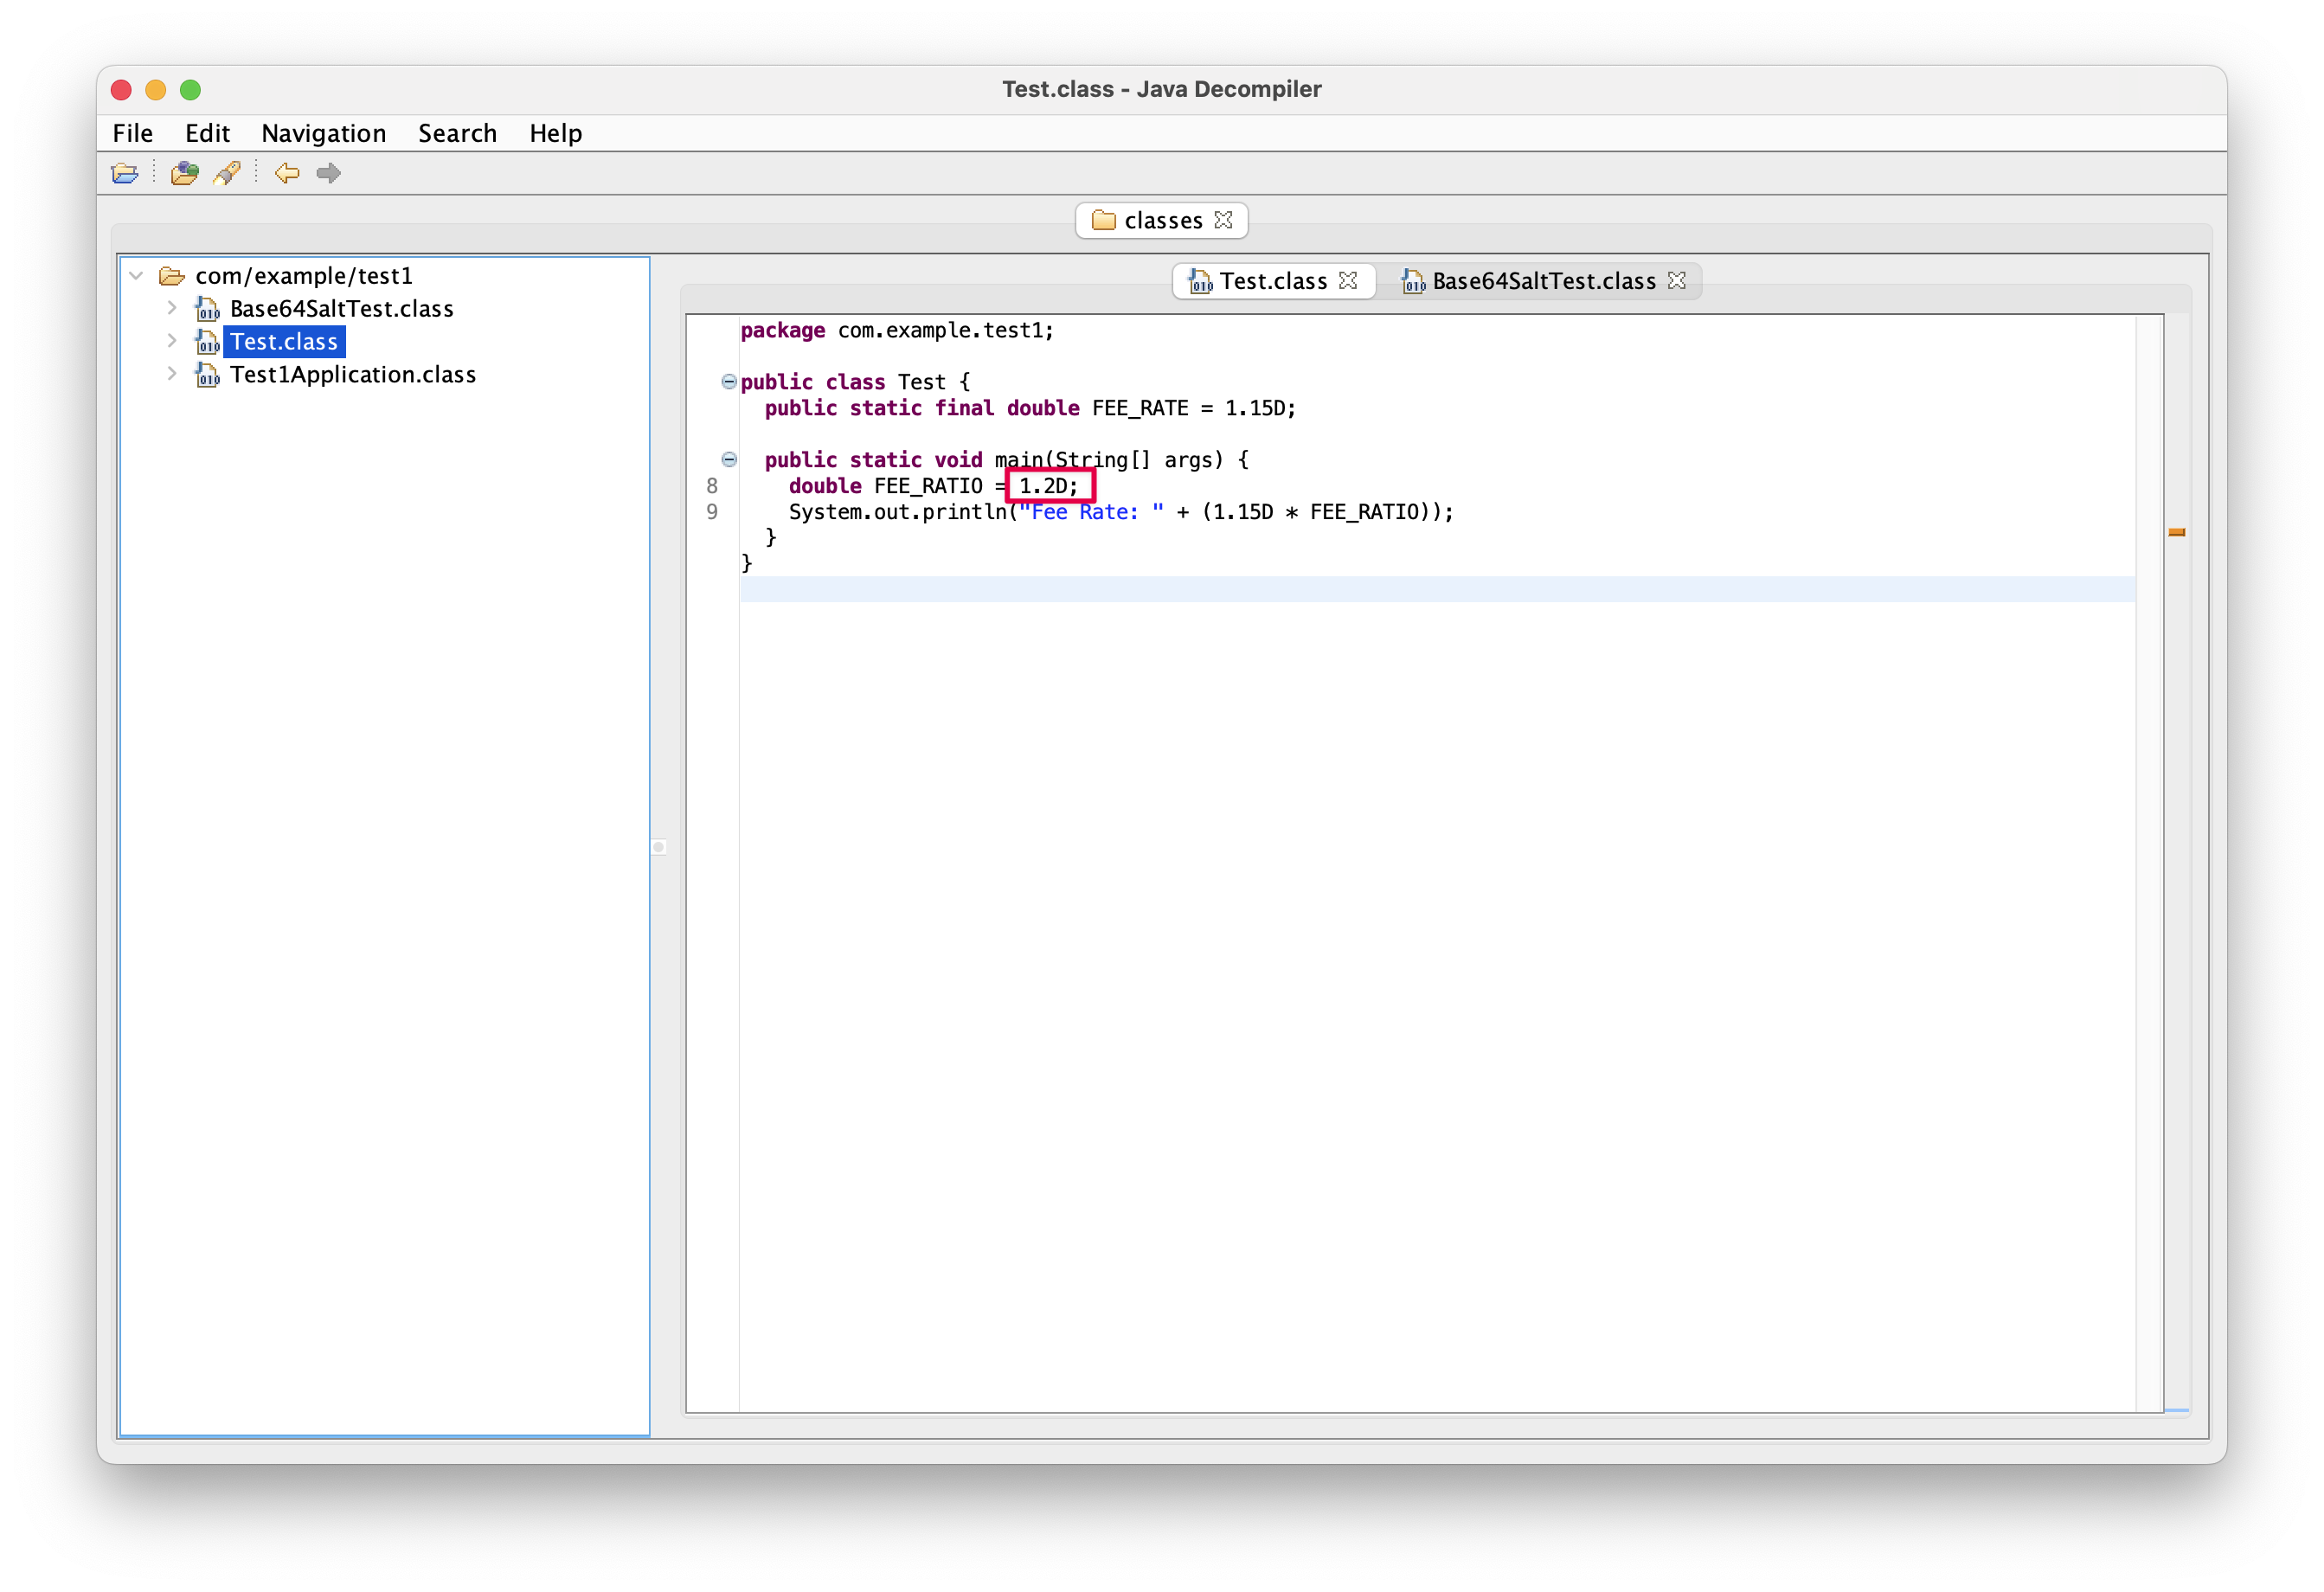 Test.class - Java Decompiler
File Edit Navigation Search Help
classes
com/example/test1
Base64SaltTest.class
Test.class
Test1Application.class
Test.class Base64SaltTest.class
package com.example.test1;
public class Test {
public static final double FEE_RATE = 1.15D;
public static void main(String[] args) {
8 double FEE_RATIO = 1.2D;
9 System.out.println("Fee Rate: " + (1.15D * FEE_RATIO));
}
}